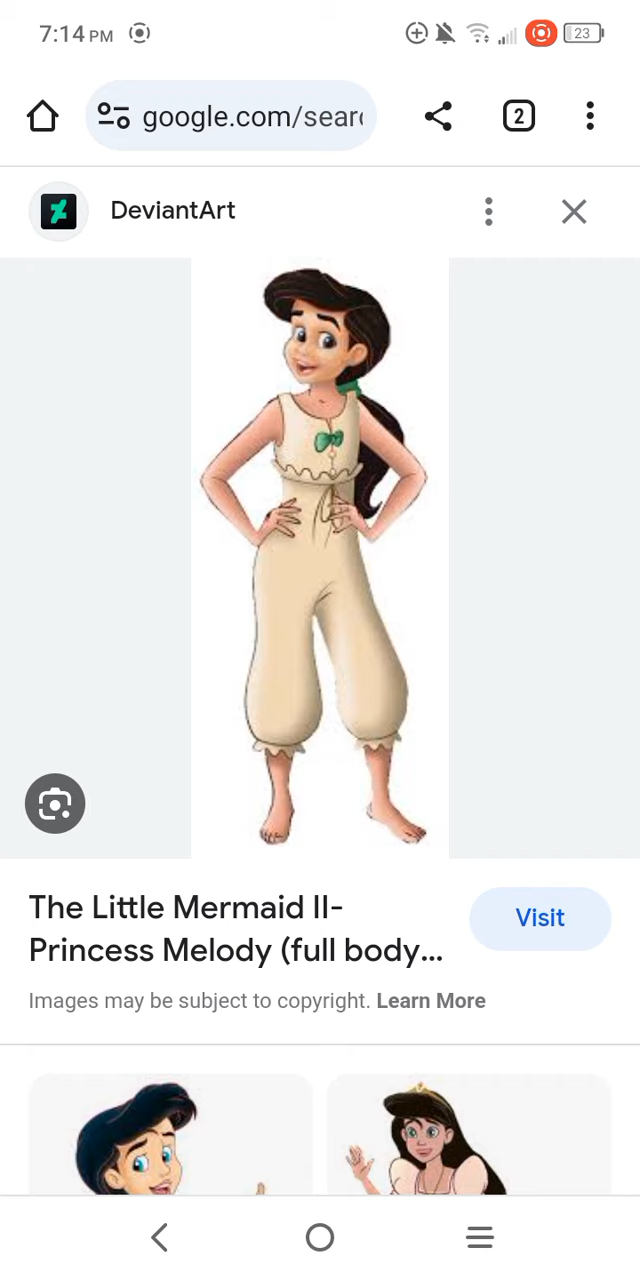 7:14 PM
23
google.com/sear
2
DeviantArt
The Little Mermaid II-
Princess Melody (full body...
Visit
Images may be subject to copyright. Learn More